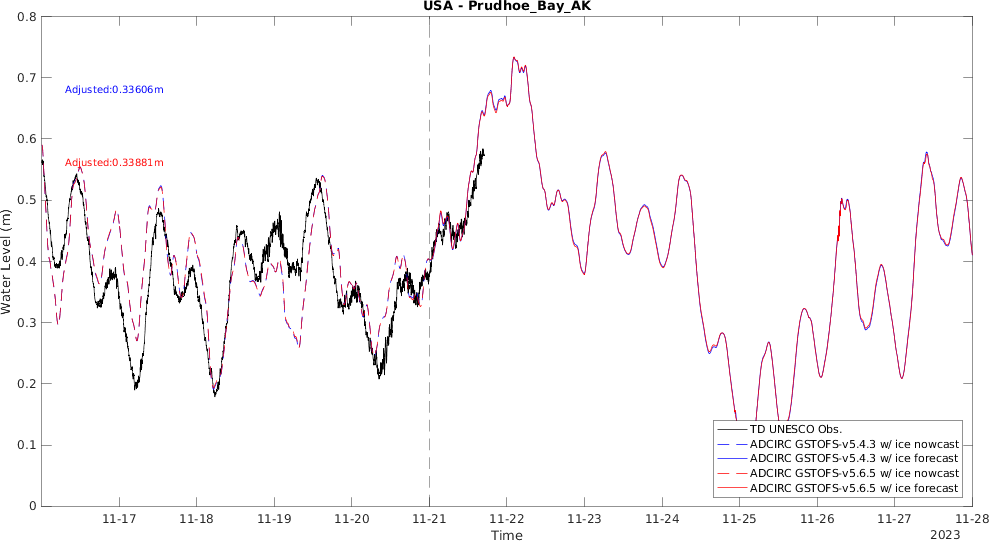 USA - Prudhoe_Bay_AK
0.8
0.7
0.6
0.5
0.4
0.3
0.2
0.1
0
Water Level (m)
Adjusted:0.33606m
Adjusted:0.33881m
TD UNESCO Obs.
ADCIRC GSTOFS-v5.4.3 w/ ice nowcast
ADCIRC GSTOFS-v5.4.3 w/ ice forecast
ADCIRC GSTOFS-v5.6.5 w/ ice nowcast
ADCIRC GSTOFS-v5.6.5 w/ ice forecast
11-17 11-18 11-19 11-20 11-21 11-22 11-23 11-24 11-25 11-26 11-27 11-28
Time
2023